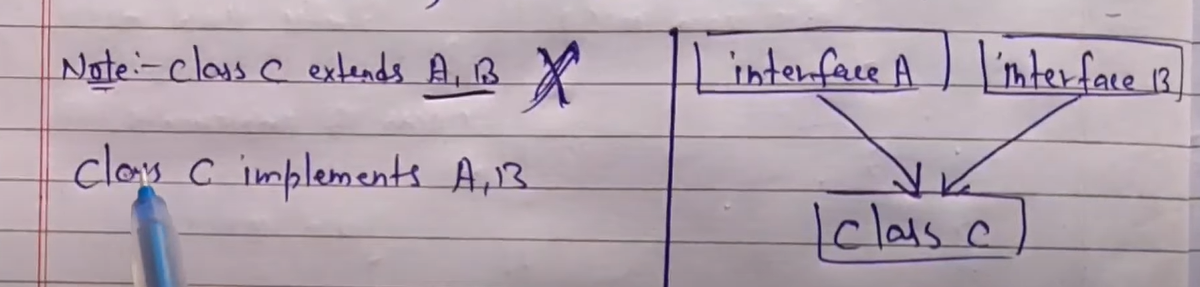 Note:- class C extends A, B X
Class C implements A, B
interface A
interface B
class C